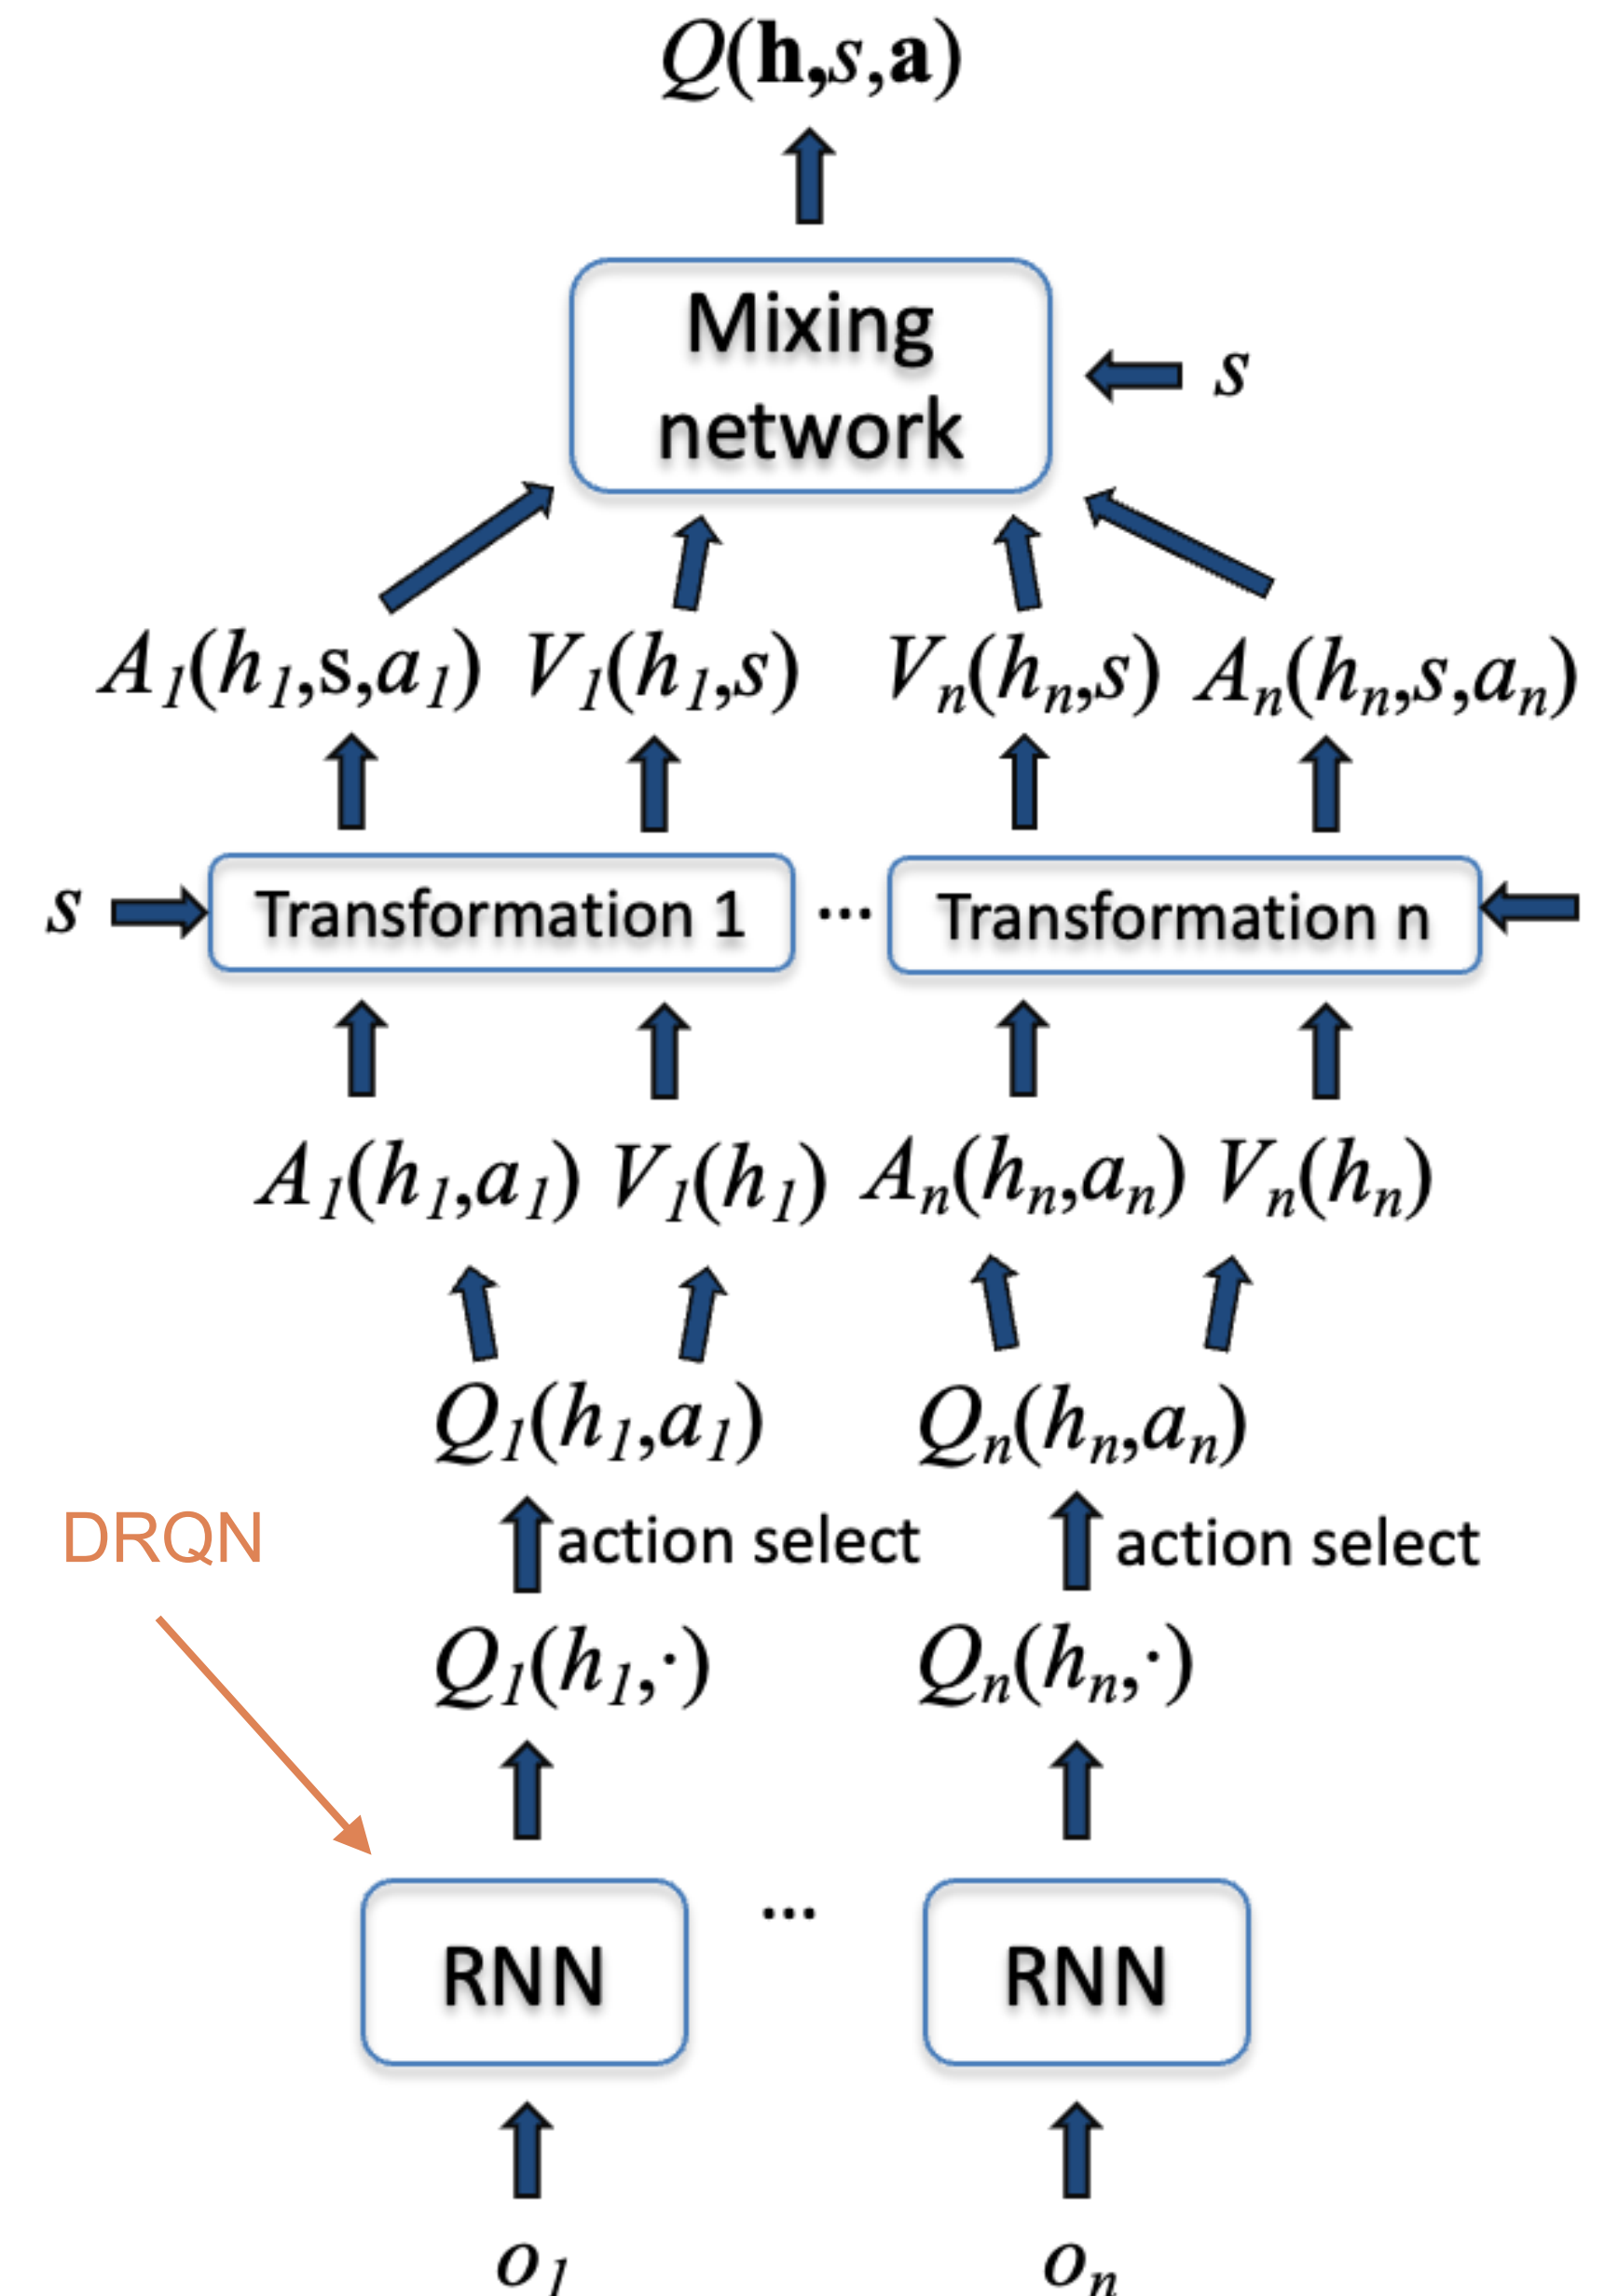 Q(h,s,a)
Mixing
network
s
A₁(h₁,s,a₁) V₁(h₁,s) Vₙ(hₙ,s) Aₙ(hₙ,s,aₙ)
s Transformation 1 ... Transformation n
A₁(h₁,a₁) V₁(h₁) Aₙ(hₙ,aₙ) Vₙ(hₙ)
Q₁(h₁,a₁) Qₙ(hₙ,aₙ)
DRQN
action select action select
Q₁(h₁,·) Qₙ(hₙ,·)
RNN ... RNN
o₁ oₙ